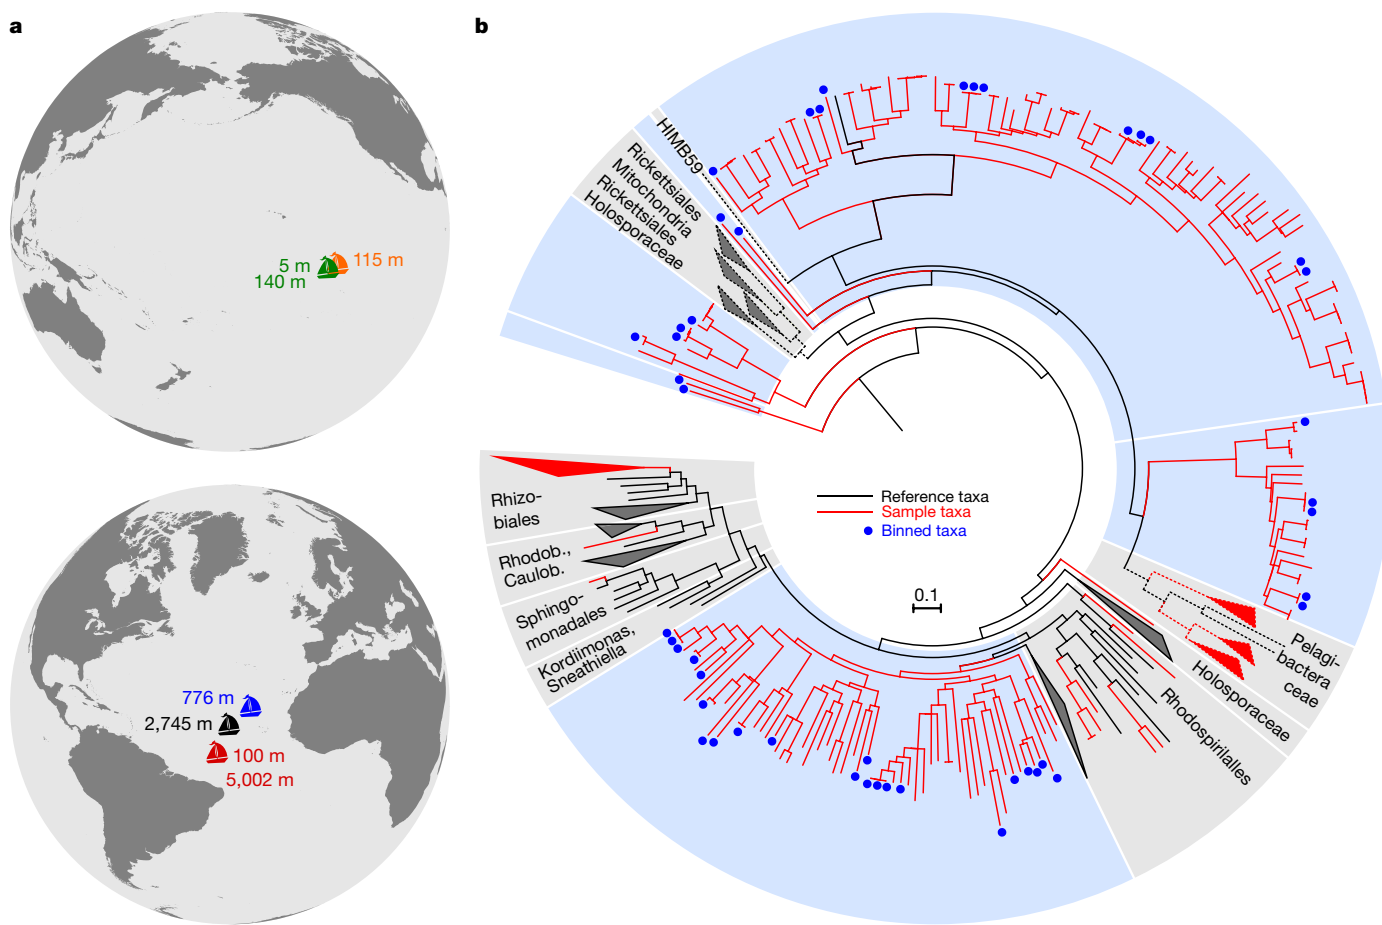 a
5 m
140 m
115 m
776 m
2,745 m
100 m
5,002 m
b
HIMB59
Rickettsiales
Mitochondria
Rickettsiales
Holosporaceae
Rhizo-
biales
Rhodob.,
Caulob.
Sphingo-
monadales
Kordiimonas,
Sneathiella
Reference taxa
Sample taxa
Binned taxa
0.1
Pelagi-
bactera
ceae
Holosporaceae
Rhodospirilalles